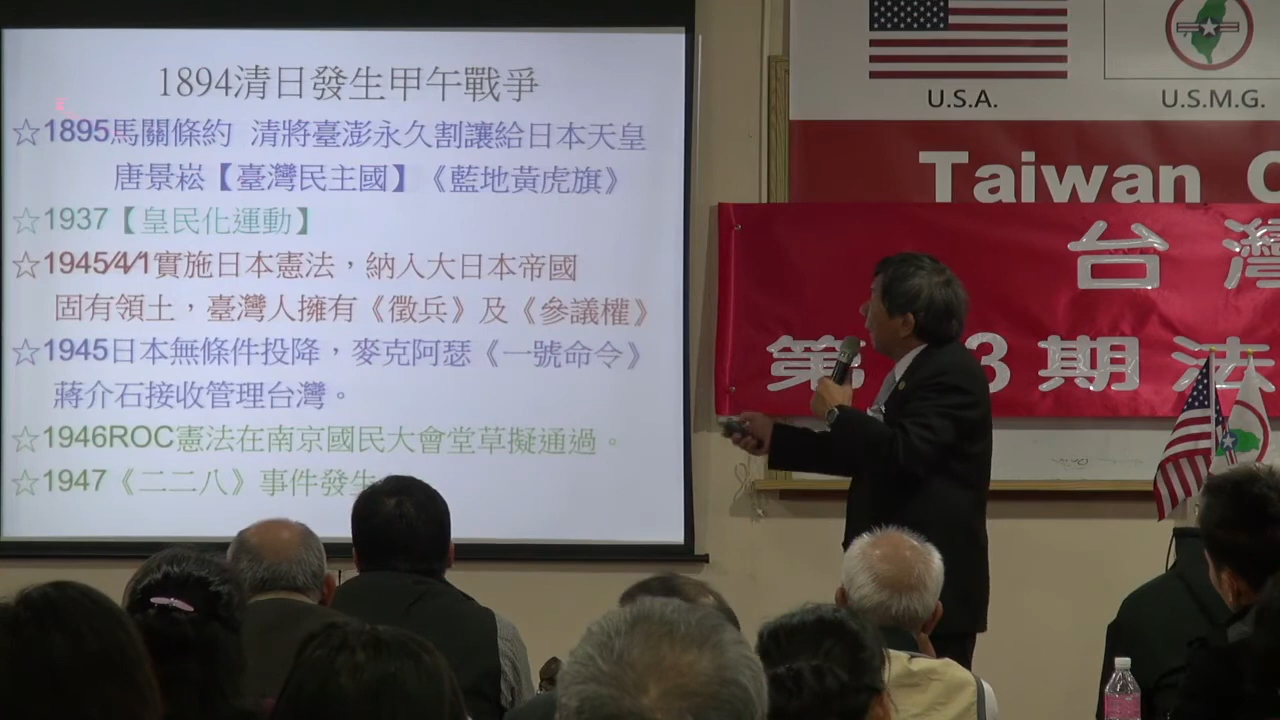 1894清日發生甲午戰爭
☆1895馬關條約 清將臺澎永久割讓給日本天皇
唐景崧【臺灣民主國】《藍地黃虎旗》
☆1937【皇民化運動】
☆1945/4/1實施日本憲法，納入大日本帝國
固有領土，臺灣人擁有《徵兵》及《參議權》
☆1945日本無條件投降，麥克阿瑟《一號命令》
蔣介石接收管理台灣。
☆1946ROC憲法在南京國民大會堂草擬通過。
☆1947《二二八》事件發生
U.S.A.
U.S.M.G.
Taiwan C
台灣
第 3期法